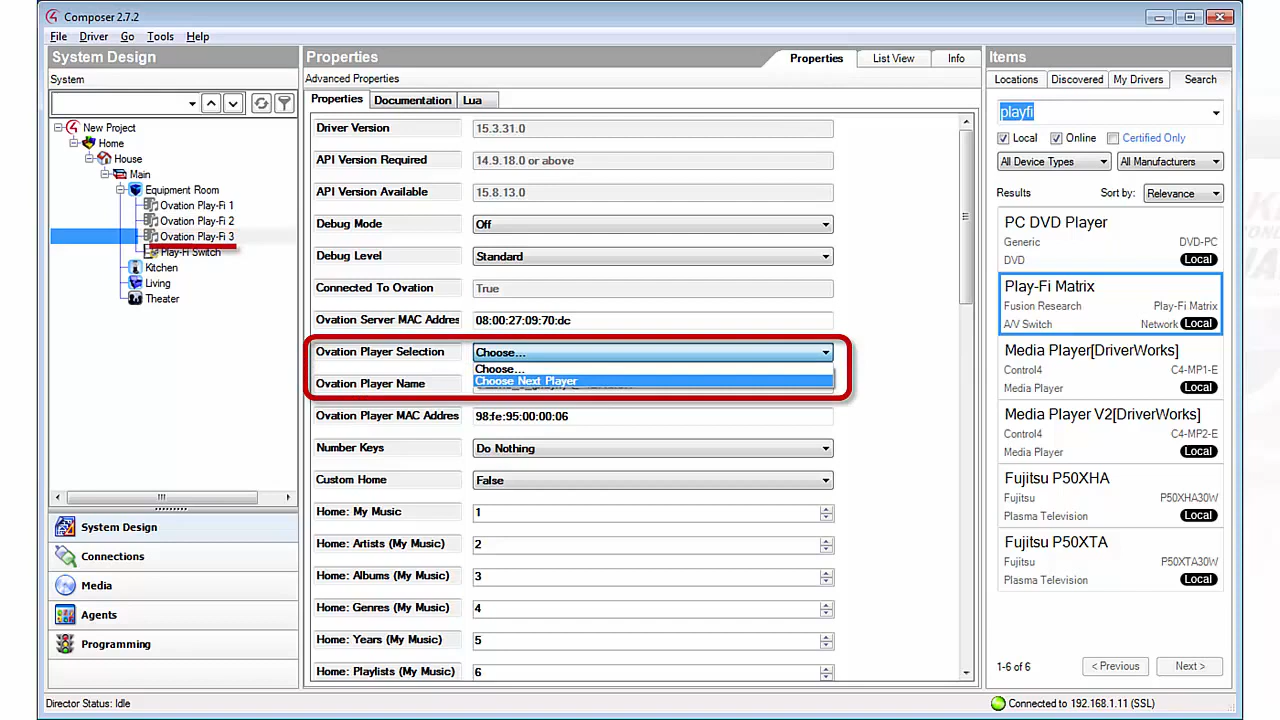 Composer 2.7.2
File Driver Go Tools Help
System Design
System
New Project
Home
House
Main
Equipment Room
Ovation Play-Fi 1
Ovation Play-Fi 2
Ovation Play-Fi 3
Play-Fi Switch
Kitchen
Living
Theater
System Design
Connections
Media
Agents
Programming
Properties
Properties List View Info
Advanced Properties
Properties Documentation Lua
Driver Version 15.3.31.0
API Version Required 14.9.18.0 or above
API Version Available 15.8.13.0
Debug Mode Off
Debug Level Standard
Connected To Ovation True
Ovation Server MAC Addres 08:00:27:09:70:dc
Ovation Player Selection Choose...
Choose...
Choose Next Player
Ovation Player Name
Ovation Player MAC Addres 98:fe:95:00:00:06
Number Keys Do Nothing
Custom Home False
Home: My Music 1
Home: Artists (My Music) 2
Home: Albums (My Music) 3
Home: Genres (My Music) 4
Home: Years (My Music) 5
Home: Playlists (My Music) 6
Items
Locations Discovered My Drivers Search
playfi
Local Online Certified Only
All Device Types All Manufacturers
Results Sort by: Relevance
PC DVD Player
Generic DVD-PC
DVD Local
Play-Fi Matrix
Fusion Research Play-Fi Matrix
A/V Switch Network Local
Media Player[DriverWorks]
Control4 C4-MP1-E
Media Player Local
Media Player V2[DriverWorks]
Control4 C4-MP2-E
Media Player Local
Fujitsu P50XHA
Fujitsu P50XHA30W
Plasma Television Local
Fujitsu P50XTA
Fujitsu P50XTA30W
Plasma Television Local
1-6 of 6 < Previous Next >
Director Status: Idle
Connected to 192.168.1.11 (SSL)